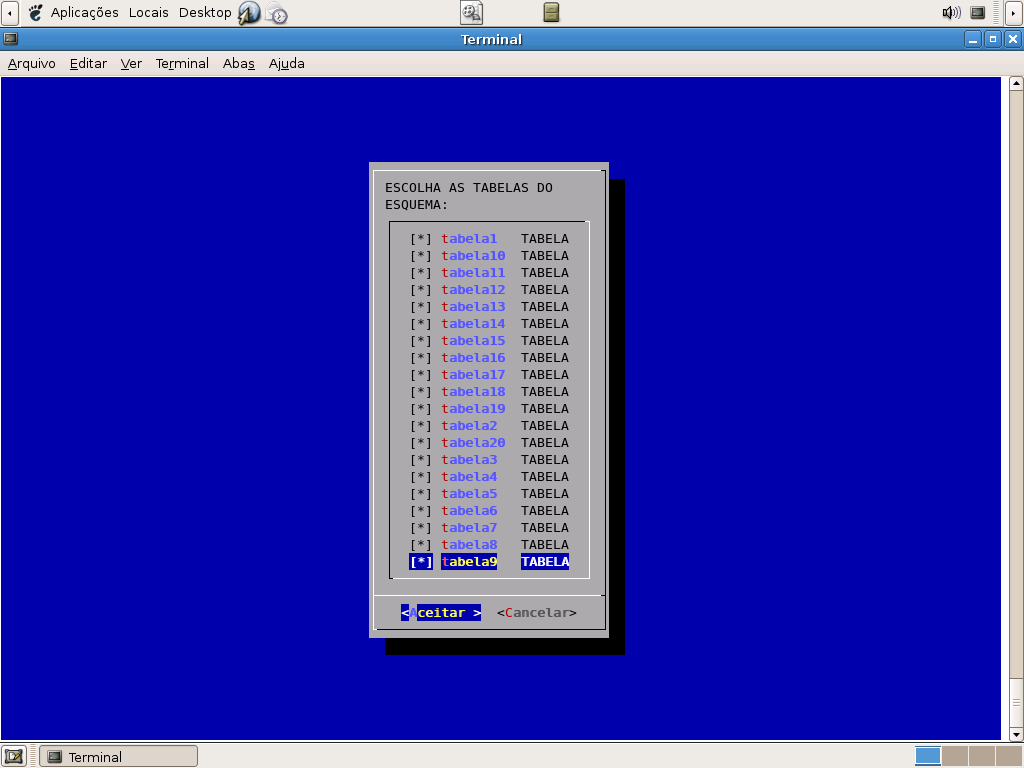 Aplicações Locais Desktop
Terminal
Arquivo Editar Ver Terminal Abas Ajuda
ESCOLHA AS TABELAS DO
ESQUEMA:
[*] tabela1 TABELA
[*] tabela10 TABELA
[*] tabela11 TABELA
[*] tabela12 TABELA
[*] tabela13 TABELA
[*] tabela14 TABELA
[*] tabela15 TABELA
[*] tabela16 TABELA
[*] tabela17 TABELA
[*] tabela18 TABELA
[*] tabela19 TABELA
[*] tabela2 TABELA
[*] tabela20 TABELA
[*] tabela3 TABELA
[*] tabela4 TABELA
[*] tabela5 TABELA
[*] tabela6 TABELA
[*] tabela7 TABELA
[*] tabela8 TABELA
[*] tabela9 TABELA
<Aceitar > <Cancelar>
Terminal